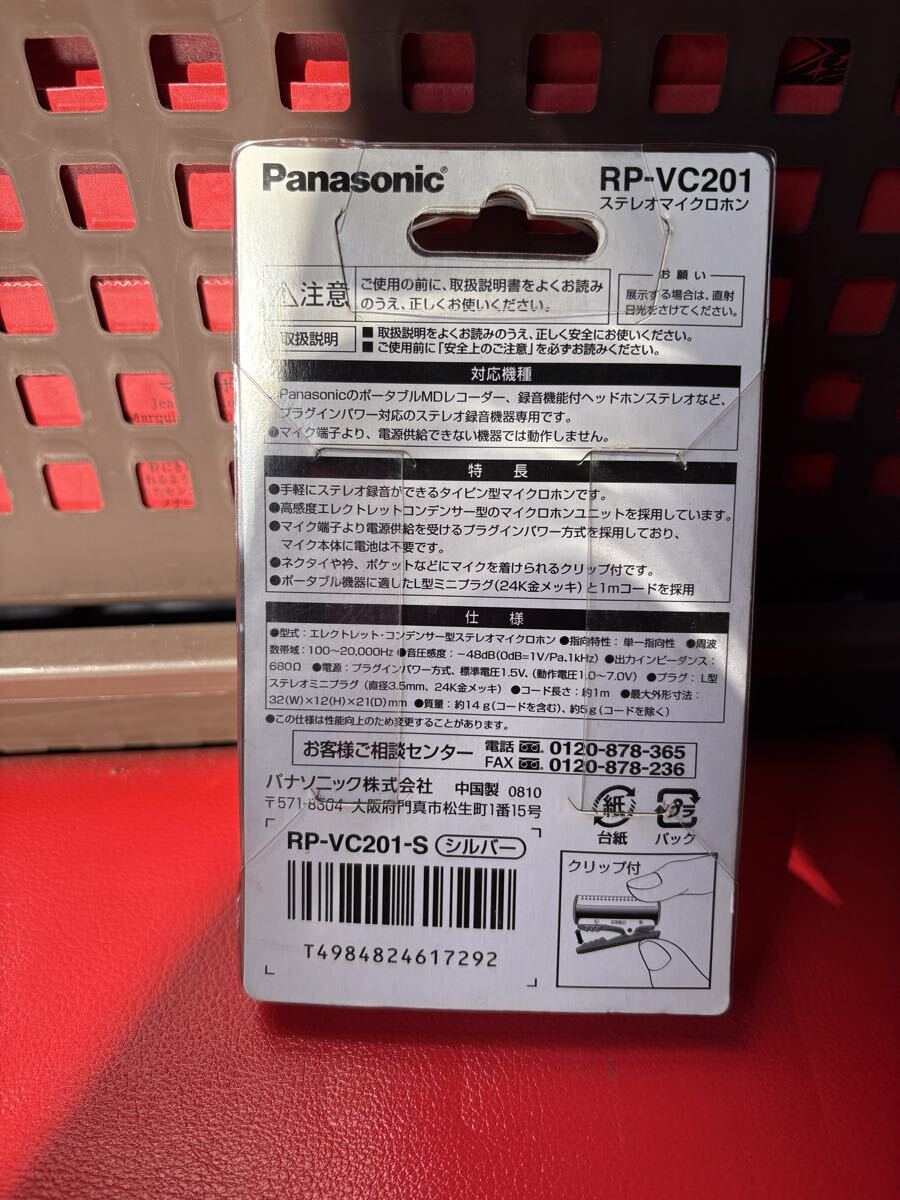 Panasonic
RP-VC201
ステレオマイクロホン
⚠注意
ご使用の前に、取扱説明書をよくお読み
のうえ、正しくお使いください。
お願い
展示する場合は、直射
日光をさけてください。
取扱説明
■ 取扱説明をよくお読みのうえ、正しく安全にお使いください。
■ ご使用前に「安全上のご注意」を必ずお読みください。
対応機種
PanasonicのポータブルMDレコーダー、録音機能付ヘッドホンステレオなど、
プラグインパワー対応のステレオ録音機器専用です。
●マイク端子より、電源供給できない機器では動作しません。
特 長
●手軽にステレオ録音ができるタイピン型マイクロホンです。
●高感度エレクトレットコンデンサー型のマイクロホンユニットを採用しています。
●マイク端子より電源供給を受けるプラグインパワー方式を採用しており、
マイク本体に電池は不要です。
●ネクタイや衿、ポケットなどにマイクを着けられるクリップ付です。
●ポータブル機器に適したL型ミニプラグ(24K金メッキ)と1mコードを採用
仕 様
●型式：エレクトレット・コンデンサー型ステレオマイクロホン ●指向特性：単一指向性 ●周波
数帯域：100～20,000Hz ●音圧感度：－48dB(0dB=1V/Pa,1kHz) ●出力インピーダンス：
680Ω ●電源：プラグインパワー方式、標準電圧1.5V、(動作電圧1.0～7.0V) ●プラグ：L型
ステレオミニプラグ(直径3.5mm、24K金メッキ) ●コード長さ：約1m ●最大外形寸法：
32(W)×12(H)×21(D)mm ●質量：約14g(コードを含む)、約5g(コードを除く)
●この仕様は性能向上のため変更することがあります。
お客様ご相談センター
電話 0120-878-365
FAX 0120-878-236
パナソニック株式会社 中国製 0810
〒571-8504 大阪府門真市松生町1番15号
紙
台紙
プラ
パック
RP-VC201-S シルバー
T4984824617292
クリップ付
STEREO